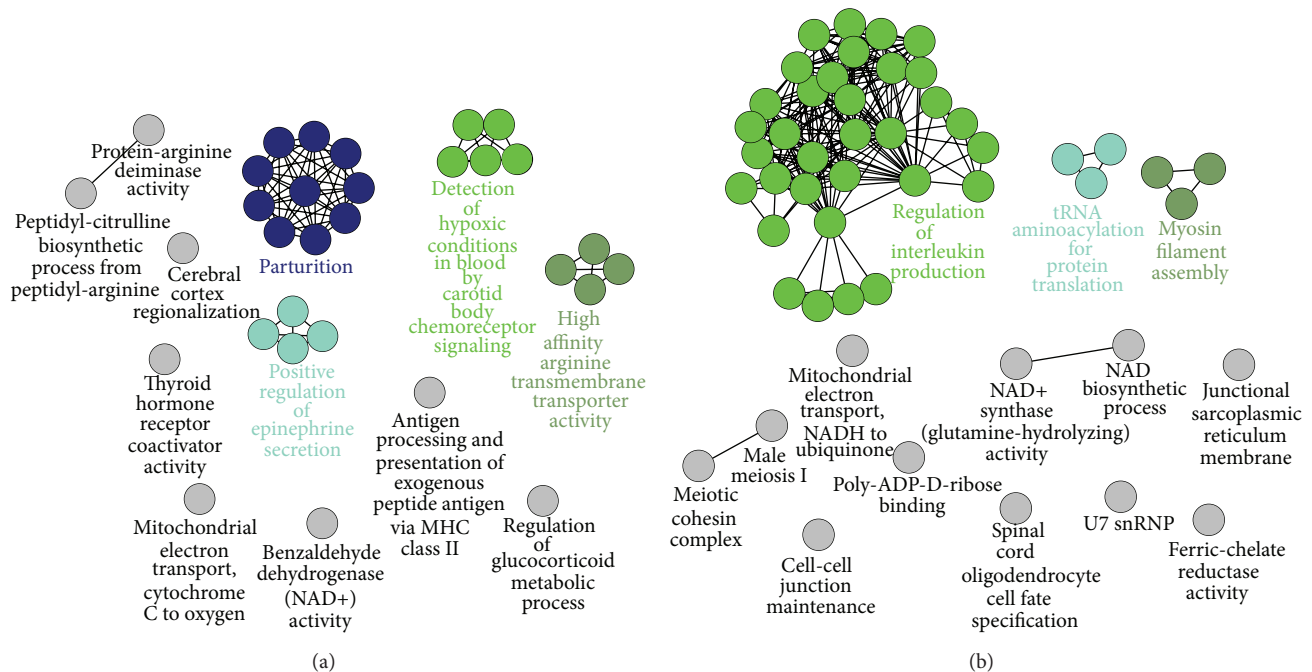 Protein-arginine
deiminase
activity
Peptidyl-citrulline
biosynthetic
process from
peptidyl-arginine
Cerebral
cortex
regionalization
Parturition
Detection
of
hypoxic
conditions
in blood
by
carotid
body
chemoreceptor
signaling
High
affinity
arginine
transmembrane
transporter
activity
Thyroid
hormone
receptor
coactivator
activity
Positive
regulation
of
epinephrine
secretion
Antigen
processing and
presentation of
exogenous
peptide antigen
via MHC
class II
Mitochondrial
electron
transport,
cytochrome
C to oxygen
Benzaldehyde
dehydrogenase
(NAD+)
activity
Regulation
of
glucocorticoid
metabolic
process
(a)
Regulation
of
interleukin
production
tRNA
aminoacylation
for
protein
translation
Myosin
filament
assembly
Mitochondrial
electron
transport,
NADH to
ubiquinone
NAD+
synthase
(glutamine-hydrolyzing)
activity
NAD
biosynthetic
process
Junctional
sarcoplasmic
reticulum
membrane
Male
meiosis I
Meiotic
cohesin
complex
Poly-ADP-D-ribose
binding
Cell-cell
junction
maintenance
Spinal
cord
oligodendrocyte
cell fate
specification
U7 snRNP
Ferric-chelate
reductase
activity
(b)